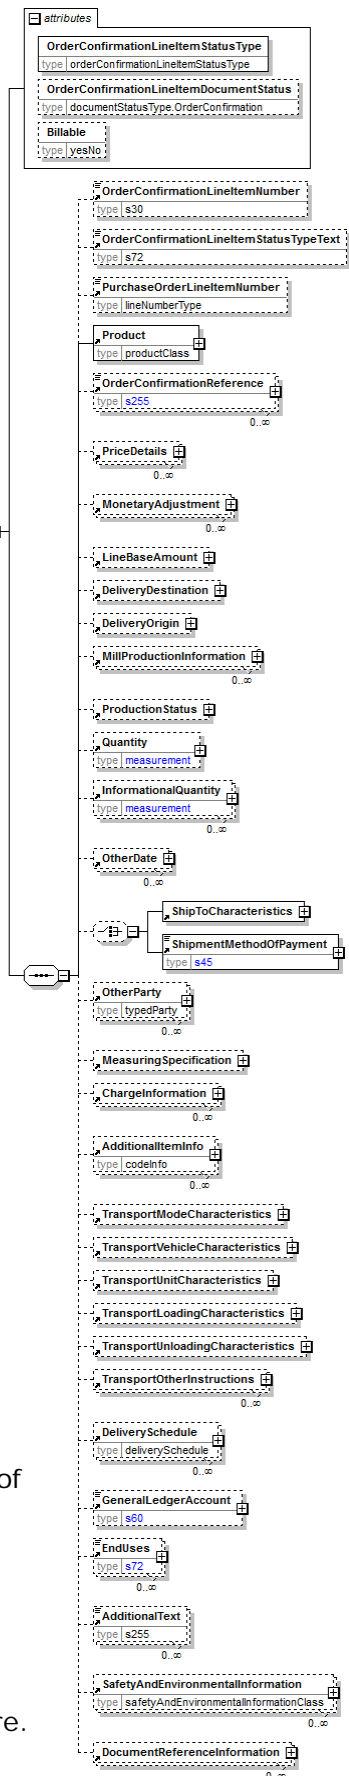 attributes
OrderConfirmationLineItemStatusType
type orderConfirmationLineItemStatusType
OrderConfirmationLineItemDocumentStatus
type documentStatusType.OrderConfirmation
Billable
type yesNo
OrderConfirmationLineItemNumber
type s30
OrderConfirmationLineItemStatusTypeText
type s72
PurchaseOrderLineItemNumber
type lineNumberType
Product
type productClass
OrderConfirmationReference
type s255
0..∞
PriceDetails
0..∞
MonetaryAdjustment
0..∞
LineBaseAmount
DeliveryDestination
DeliveryOrigin
MillProductionInformation
0..∞
ProductionStatus
Quantity
type measurement
InformationalQuantity
type measurement
0..∞
OtherDate
0..∞
ShipToCharacteristics
ShipmentMethodOfPayment
type s45
OtherParty
type typedParty
0..∞
MeasuringSpecification
ChargeInformation
0..∞
AdditionalItemInfo
type codeInfo
0..∞
TransportModeCharacteristics
TransportVehicleCharacteristics
TransportUnitCharacteristics
TransportLoadingCharacteristics
TransportUnloadingCharacteristics
TransportOtherInstructions
0..∞
DeliverySchedule
type deliverySchedule
0..∞
of
GeneralLedgerAccount
type s60
EndUses
type s72
0..∞
AdditionalText
type s255
0..∞
SafetyAndEnvironmentalInformation
type safetyAndEnvironmentalInformationClass
0..∞
re.
DocumentReferenceInformation
0..∞